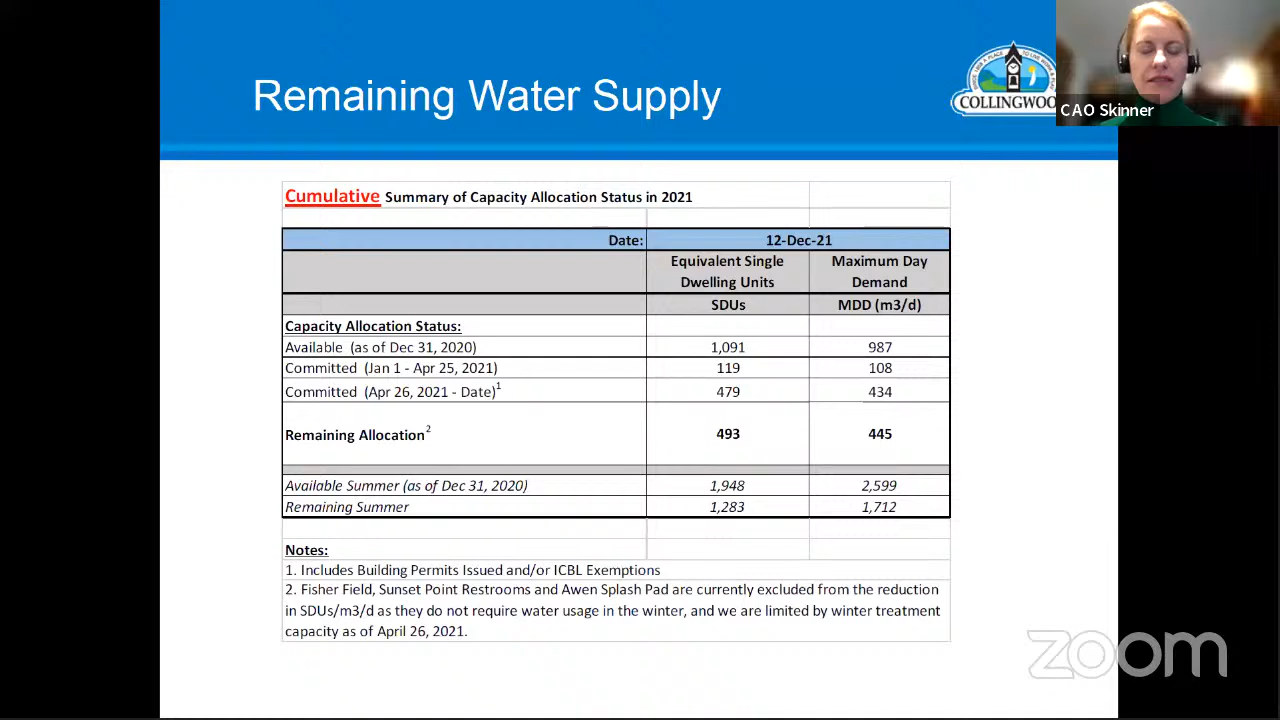 Remaining Water Supply
COLLINGWOO
CAO Skinner
Cumulative Summary of Capacity Allocation Status in 2021
Date: 12-Dec-21
Equivalent Single Dwelling Units Maximum Day Demand
SDUs MDD (m3/d)
Capacity Allocation Status:
Available (as of Dec 31, 2020) 1,091 987
Committed (Jan 1 - Apr 25, 2021) 119 108
Committed (Apr 26, 2021 - Date)1 479 434
Remaining Allocation2 493 445
Available Summer (as of Dec 31, 2020) 1,948 2,599
Remaining Summer 1,283 1,712
Notes:
1. Includes Building Permits Issued and/or ICBL Exemptions
2. Fisher Field, Sunset Point Restrooms and Awen Splash Pad are currently excluded from the reduction
in SDUs/m3/d as they do not require water usage in the winter, and we are limited by winter treatment
capacity as of April 26, 2021.
zoom